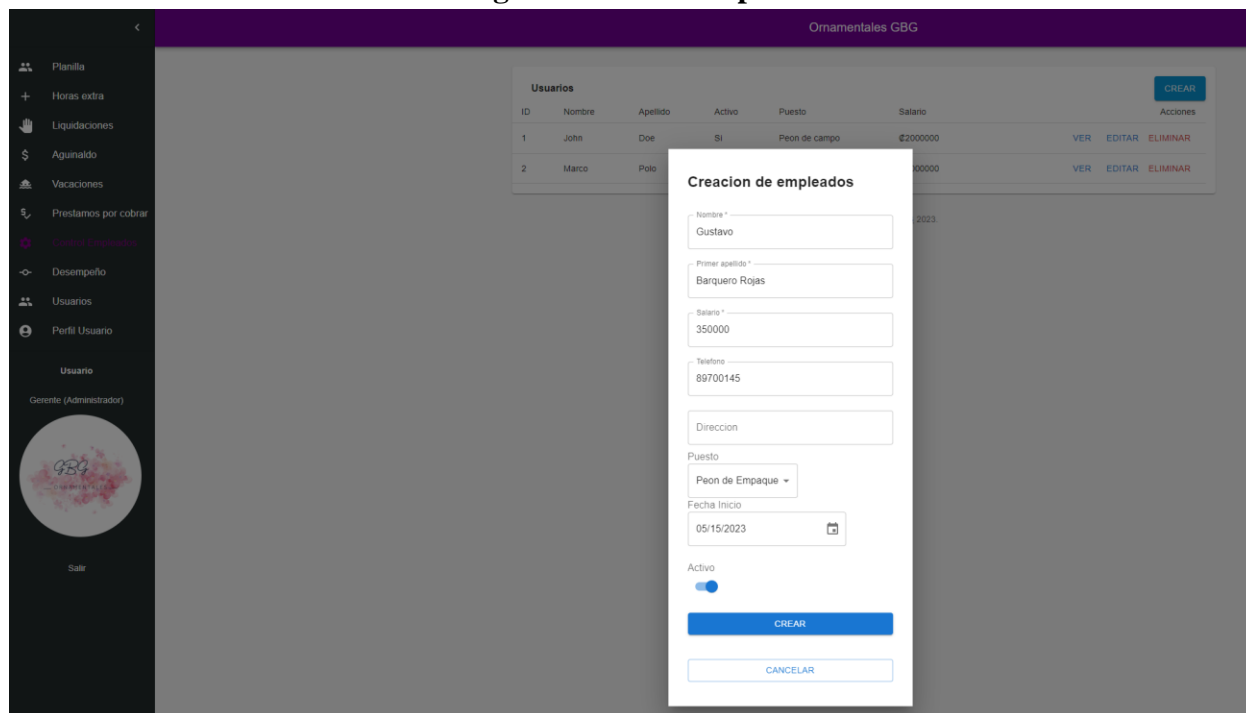 Ornamentales GBG
Planilla
Horas extra
Liquidaciones
Aguinaldo
Vacaciones
Prestamos por cobrar
Desempeño
Usuarios
Perfil Usuario
Usuario
Gerente (Administrador)
GBG
Salir
Usuarios
CREAR
ID Nombre Apellido Activo Puesto Salario Acciones
1 John Doe Si Peon de campo ₡2000000 VER EDITAR ELIMINAR
2 Marco Polo 000000 VER EDITAR ELIMINAR
2023.
Creacion de empleados
Nombre *
Gustavo
Primer apellido *
Barquero Rojas
Salario *
350000
Telefono
89700145
Direccion
Puesto
Peon de Empaque
Fecha Inicio
05/15/2023
Activo
CREAR
CANCELAR